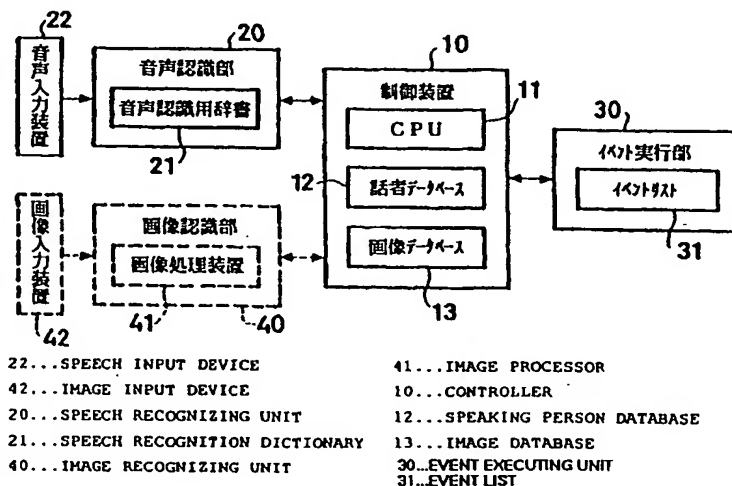 22
音声入力装置
20
音声認識部
音声認識用辞書
21
10
制御装置
11
CPU
12
話者データベース
画像データベース
13
30
イベント実行部
イベントリスト
31
画像入力装置
42
画像認識部
画像処理装置
41
40
22...SPEECH INPUT DEVICE
42...IMAGE INPUT DEVICE
20...SPEECH RECOGNIZING UNIT
21...SPEECH RECOGNITION DICTIONARY
40...IMAGE RECOGNIZING UNIT
41...IMAGE PROCESSOR
10...CONTROLLER
12...SPEAKING PERSON DATABASE
13...IMAGE DATABASE
30...EVENT EXECUTING UNIT
31...EVENT LIST